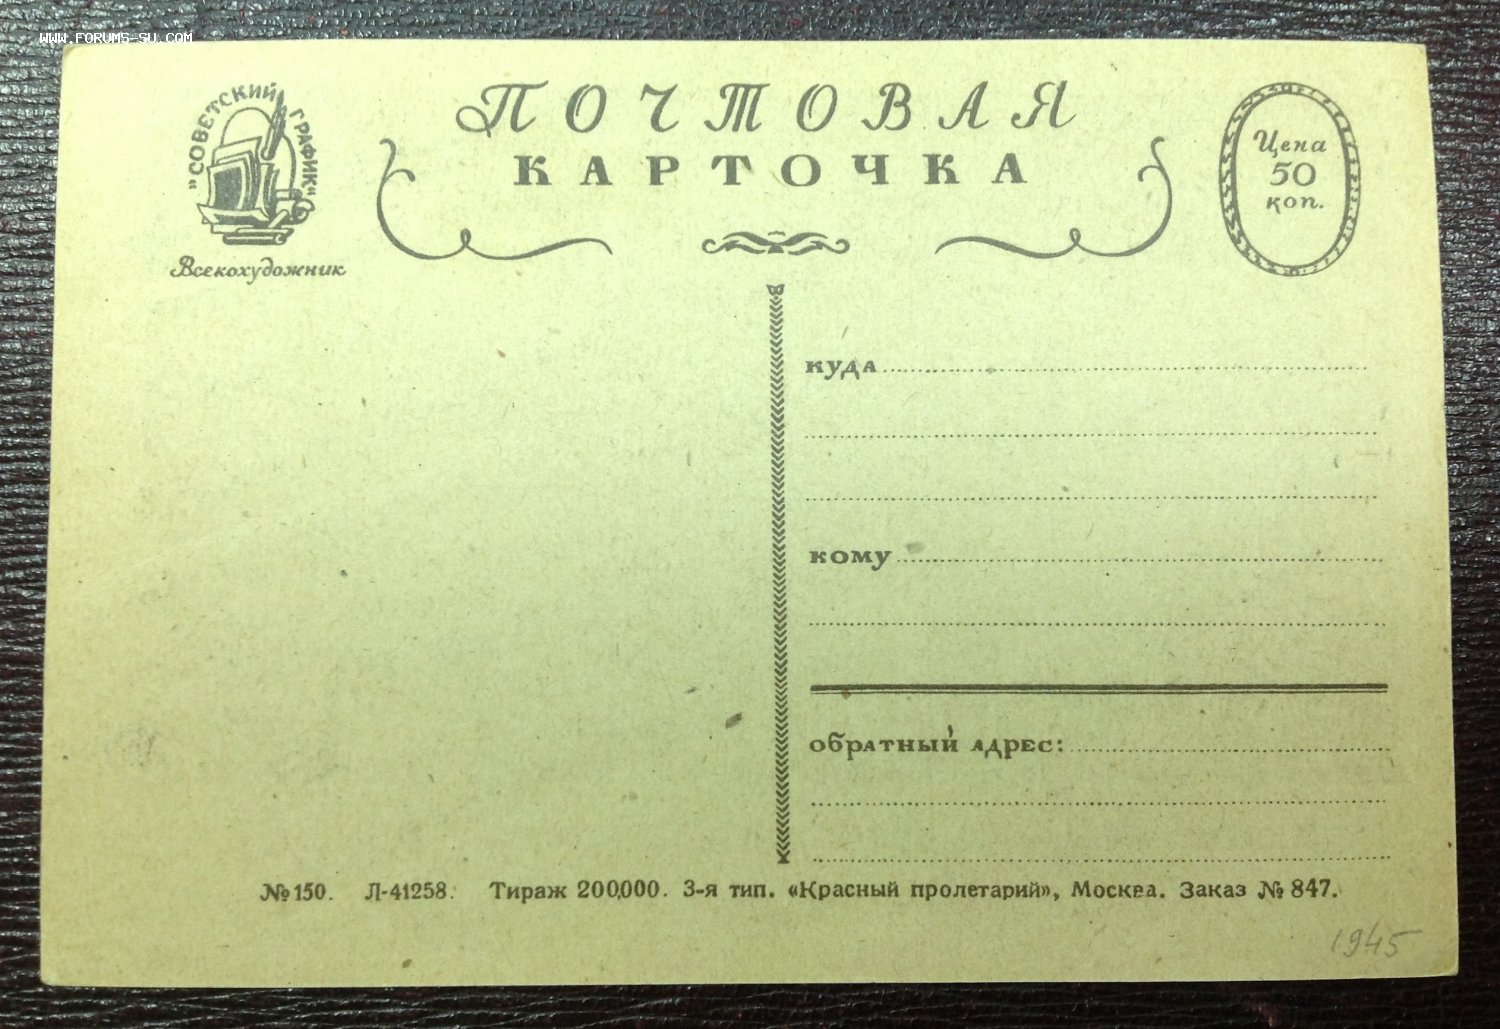 WWW.FORUMS-SU.COM
"СОВЕТСКИЙ ГРАФИК"
Всекохудожник
ПОЧТОВАЯ
КАРТОЧКА
Цена
50
коп.
КУДА
КОМУ
ОБРАТНЫЙ АДРЕС:
№ 150. Л-41258. Тираж 200,000. 3-я тип. «Красный пролетарий», Москва. Заказ № 847.
1945